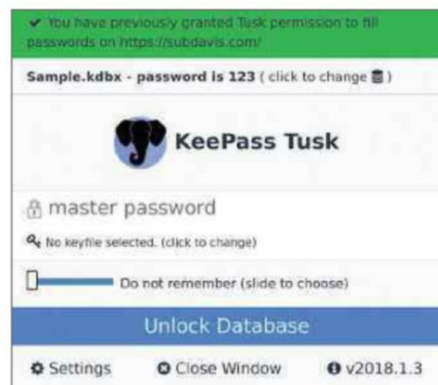 You have previously granted Tusk permission to fill
passwords on https://subdavis.com/
Sample.kdbx - password is 123 ( click to change )
KeePass Tusk
master password
No keyfile selected. (click to change)
Do not remember (slide to choose)
Unlock Database
Settings Close Window v2018.1.3